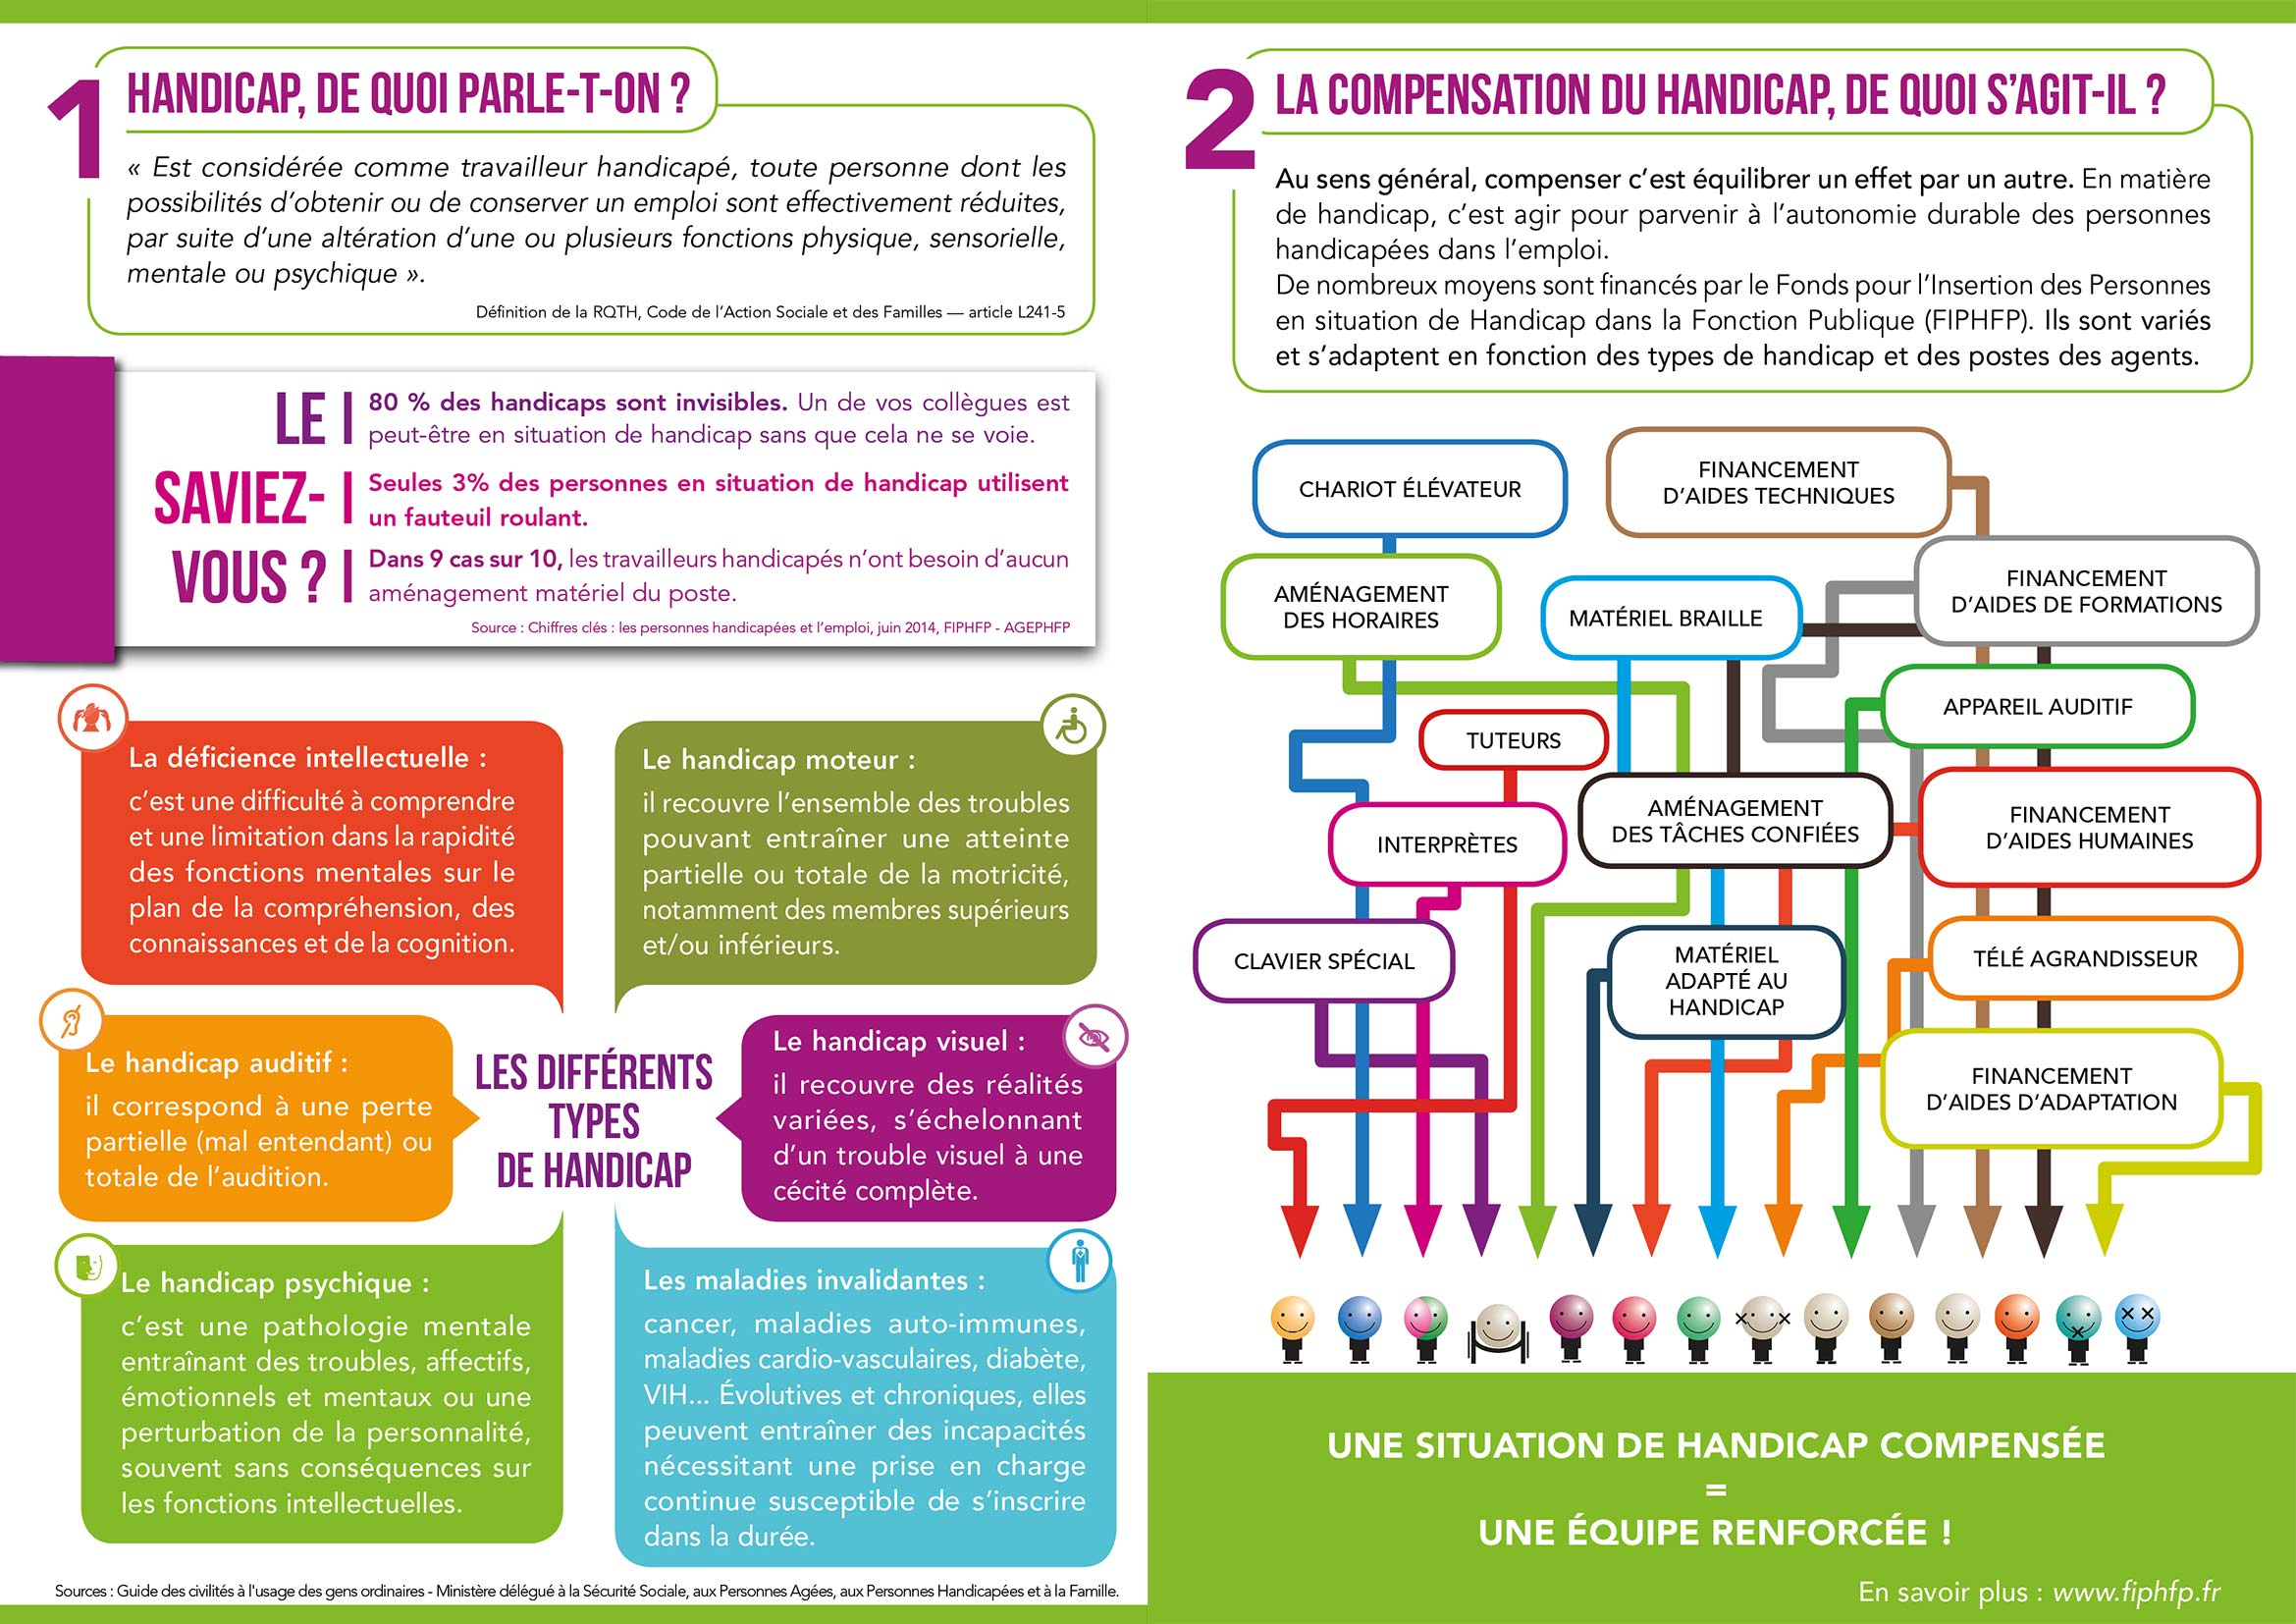 1
HANDICAP, DE QUOI PARLE-T-ON ?
« Est considérée comme travailleur handicapé, toute personne dont les
possibilités d’obtenir ou de conserver un emploi sont effectivement réduites,
par suite d’une altération d’une ou plusieurs fonctions physique, sensorielle,
mentale ou psychique ».
Définition de la RQTH, Code de l’Action Sociale et des Familles — article L241-5
LE
SAVIEZ-
VOUS ?
80 % des handicaps sont invisibles. Un de vos collègues est
peut-être en situation de handicap sans que cela ne se voie.
Seules 3% des personnes en situation de handicap utilisent
un fauteuil roulant.
Dans 9 cas sur 10, les travailleurs handicapés n’ont besoin d’aucun
aménagement matériel du poste.
Source : Chiffres clés : les personnes handicapées et l’emploi, juin 2014, FIPHFP - AGEPHFP
La déficience intellectuelle :
c’est une difficulté à comprendre
et une limitation dans la rapidité
des fonctions mentales sur le
plan de la compréhension, des
connaissances et de la cognition.
Le handicap moteur :
il recouvre l’ensemble des troubles
pouvant entraîner une atteinte
partielle ou totale de la motricité,
notamment des membres supérieurs
et/ou inférieurs.
Le handicap auditif :
il correspond à une perte
partielle (mal entendant) ou
totale de l’audition.
LES DIFFÉRENTS
TYPES
DE HANDICAP
Le handicap visuel :
il recouvre des réalités
variées, s’échelonnant
d’un trouble visuel à une
cécité complète.
Le handicap psychique :
c’est une pathologie mentale
entraînant des troubles, affectifs,
émotionnels et mentaux ou une
perturbation de la personnalité,
souvent sans conséquences sur
les fonctions intellectuelles.
Les maladies invalidantes :
cancer, maladies auto-immunes,
maladies cardio-vasculaires, diabète,
VIH... Évolutives et chroniques, elles
peuvent entraîner des incapacités
nécessitant une prise en charge
continue susceptible de s’inscrire
dans la durée.
Sources : Guide des civilités à l'usage des gens ordinaires - Ministère délégué à la Sécurité Sociale, aux Personnes Agées, aux Personnes Handicapées et à la Famille.
2
LA COMPENSATION DU HANDICAP, DE QUOI S’AGIT-IL ?
Au sens général, compenser c’est équilibrer un effet par un autre. En matière
de handicap, c’est agir pour parvenir à l’autonomie durable des personnes
handicapées dans l’emploi.
De nombreux moyens sont financés par le Fonds pour l’Insertion des Personnes
en situation de Handicap dans la Fonction Publique (FIPHFP). Ils sont variés
et s’adaptent en fonction des types de handicap et des postes des agents.
CHARIOT ÉLÉVATEUR
FINANCEMENT
D’AIDES TECHNIQUES
AMÉNAGEMENT
DES HORAIRES
MATÉRIEL BRAILLE
FINANCEMENT
D’AIDES DE FORMATIONS
APPAREIL AUDITIF
TUTEURS
INTERPRÈTES
AMÉNAGEMENT
DES TÂCHES CONFIÉES
FINANCEMENT
D’AIDES HUMAINES
CLAVIER SPÉCIAL
MATÉRIEL
ADAPTÉ AU
HANDICAP
TÉLÉ AGRANDISSEUR
FINANCEMENT
D’AIDES D’ADAPTATION
UNE SITUATION DE HANDICAP COMPENSÉE
=
UNE ÉQUIPE RENFORCÉE !
En savoir plus : www.fiphfp.fr